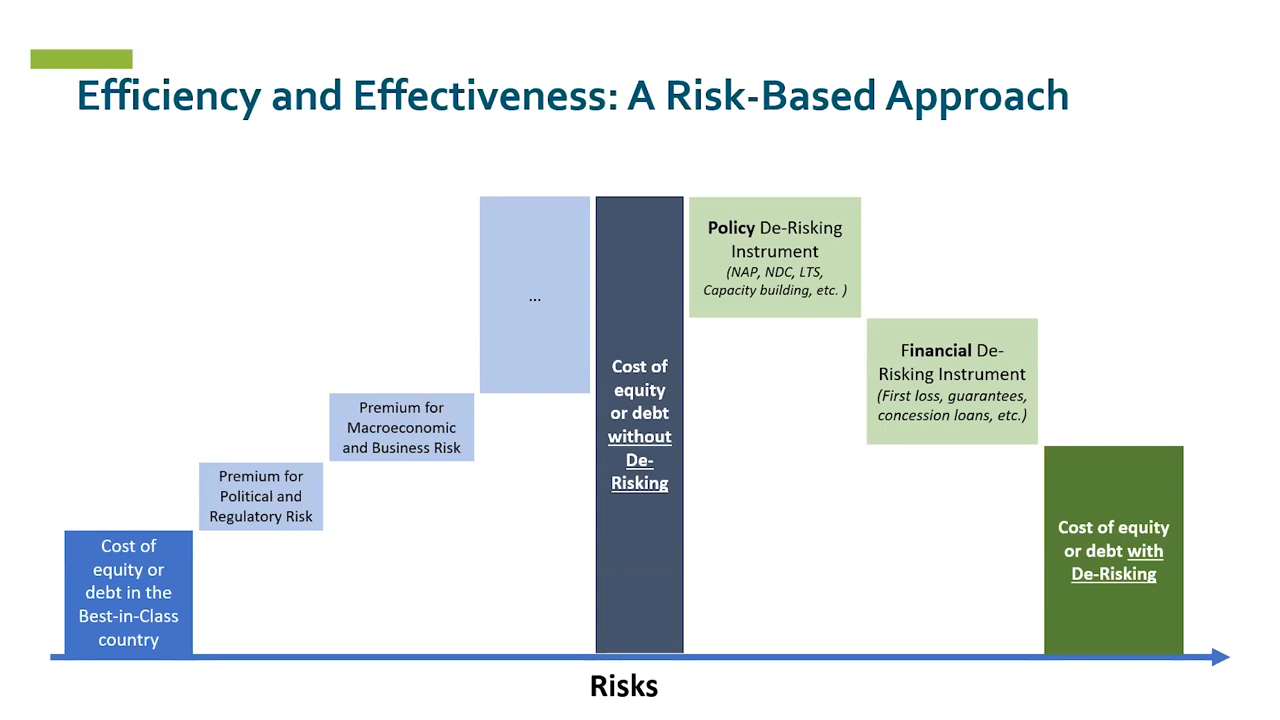 Efficiency and Effectiveness: A Risk-Based Approach
Cost of
equity or
debt in the
Best-in-Class
country
Premium for
Political and
Regulatory Risk
Premium for
Macroeconomic
and Business Risk
...
Cost of
equity
or debt
without
De-
Risking
Policy De-Risking
Instrument
(NAP, NDC, LTS,
Capacity building, etc. )
Financial De-
Risking Instrument
(First loss, guarantees,
concession loans, etc.)
Cost of equity
or debt with
De-Risking
Risks